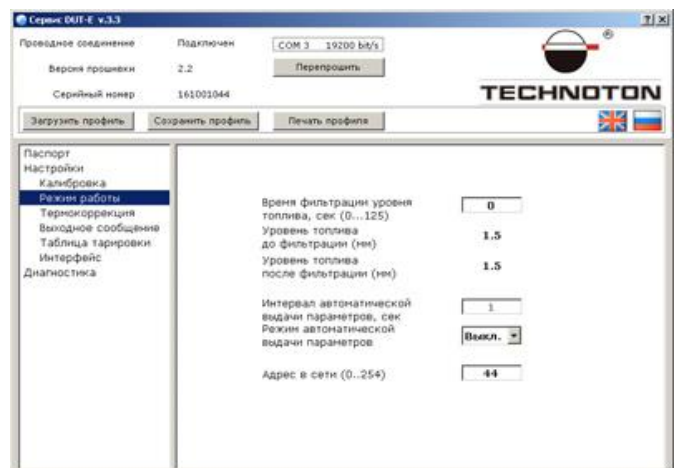 Сервис DUT-E v.3.3
Проводное соединение Подключен COM 3 19200 bit/s
Версия прошивки 2.2 Перепрошить
Серийный номер 161001044
®
TECHNOTON
Загрузить профиль Сохранить профиль Печать профиля
Паспорт
Настройки
Калибровка
Режим работы
Термокоррекция
Выходное сообщение
Таблица тарировки
Интерфейс
Диагностика
Время фильтрации уровня
топлива, сек (0...125) 0
Уровень топлива
до фильтрации (мм) 1.5
Уровень топлива
после фильтрации (мм) 1.5
Интервал автоматической
выдачи параметров, сек 1
Режим автоматической
выдачи параметров Выкл.
Адрес в сети (0..254) 44